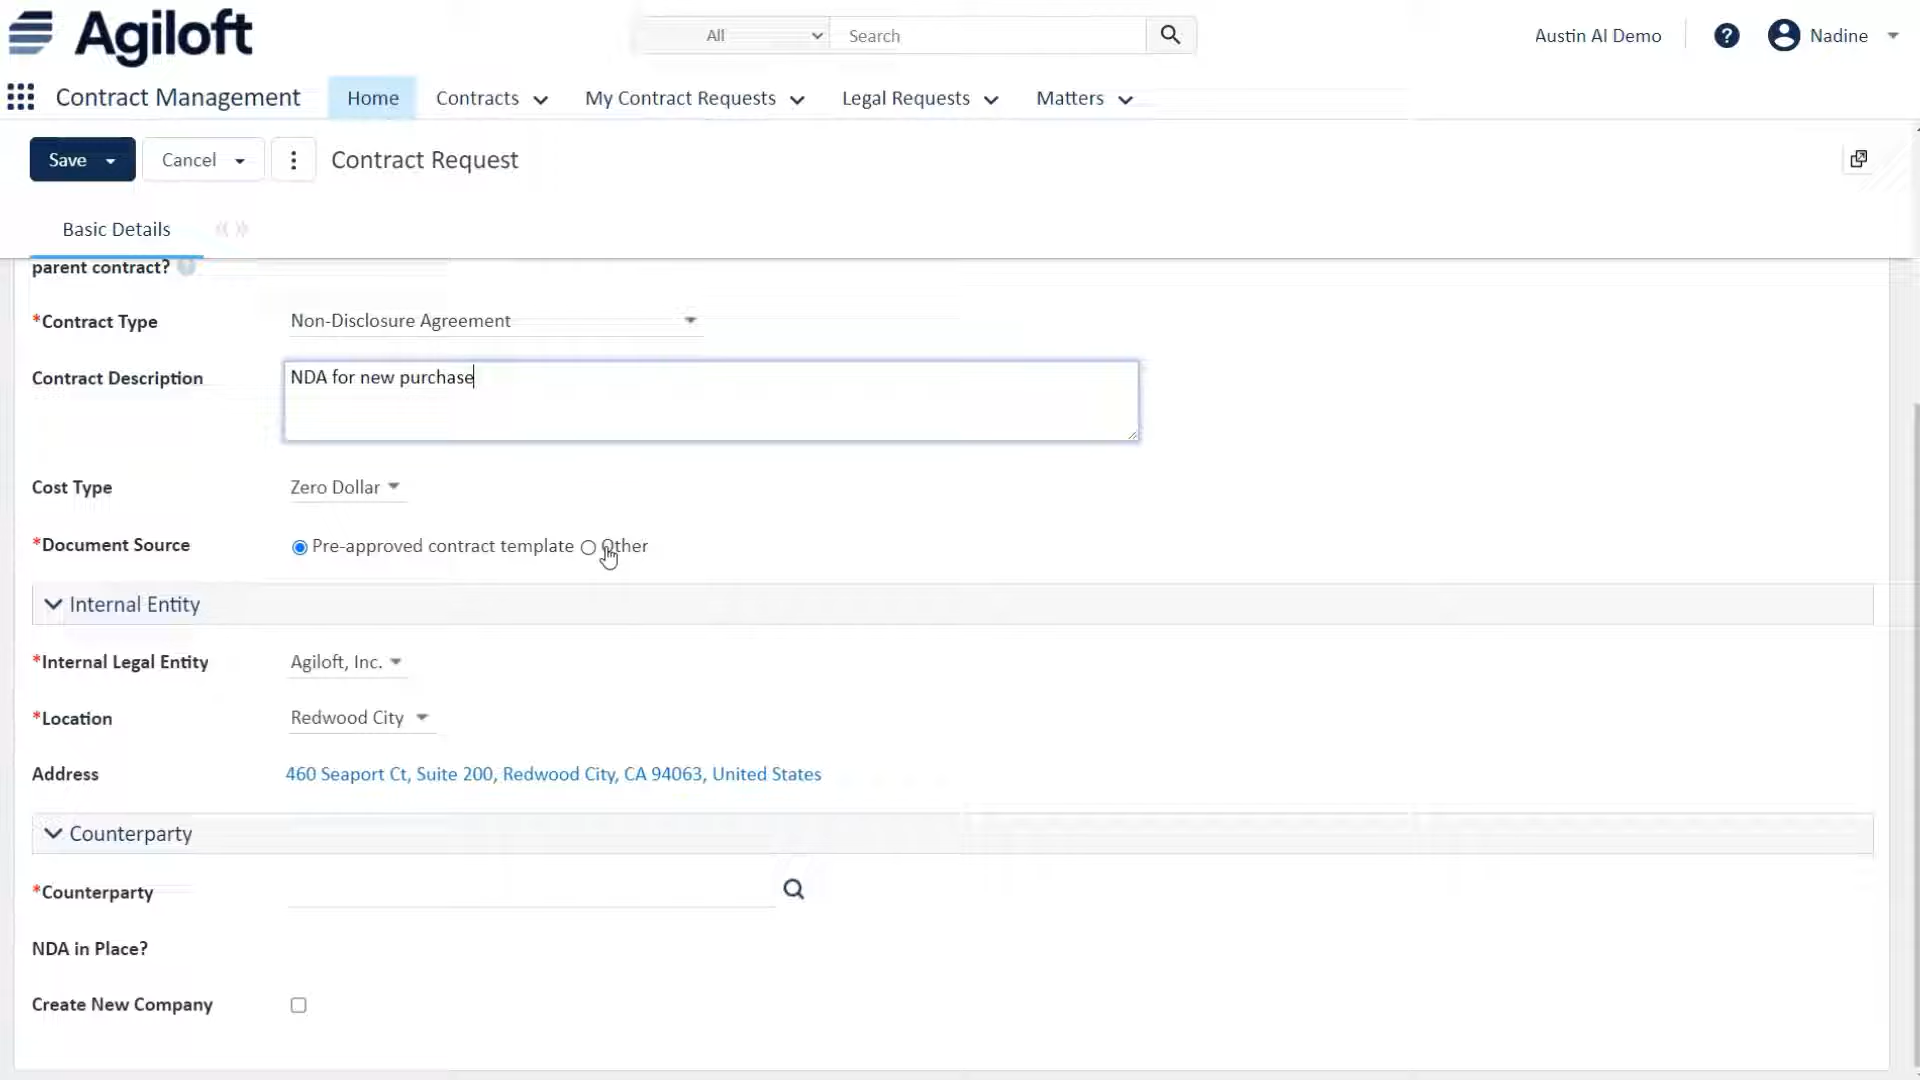 Agiloft
All
Search
Austin AI Demo
?
Nadine
Contract Management
Home
Contracts
My Contract Requests
Legal Requests
Matters
Save
Cancel
Contract Request
Basic Details
parent contract?
*Contract Type
Non-Disclosure Agreement
Contract Description
NDA for new purchase
Cost Type
Zero Dollar
*Document Source
Pre-approved contract template
Other
Internal Entity
*Internal Legal Entity
Agiloft, Inc.
*Location
Redwood City
Address
460 Seaport Ct, Suite 200, Redwood City, CA 94063, United States
Counterparty
*Counterparty
NDA in Place?
Create New Company